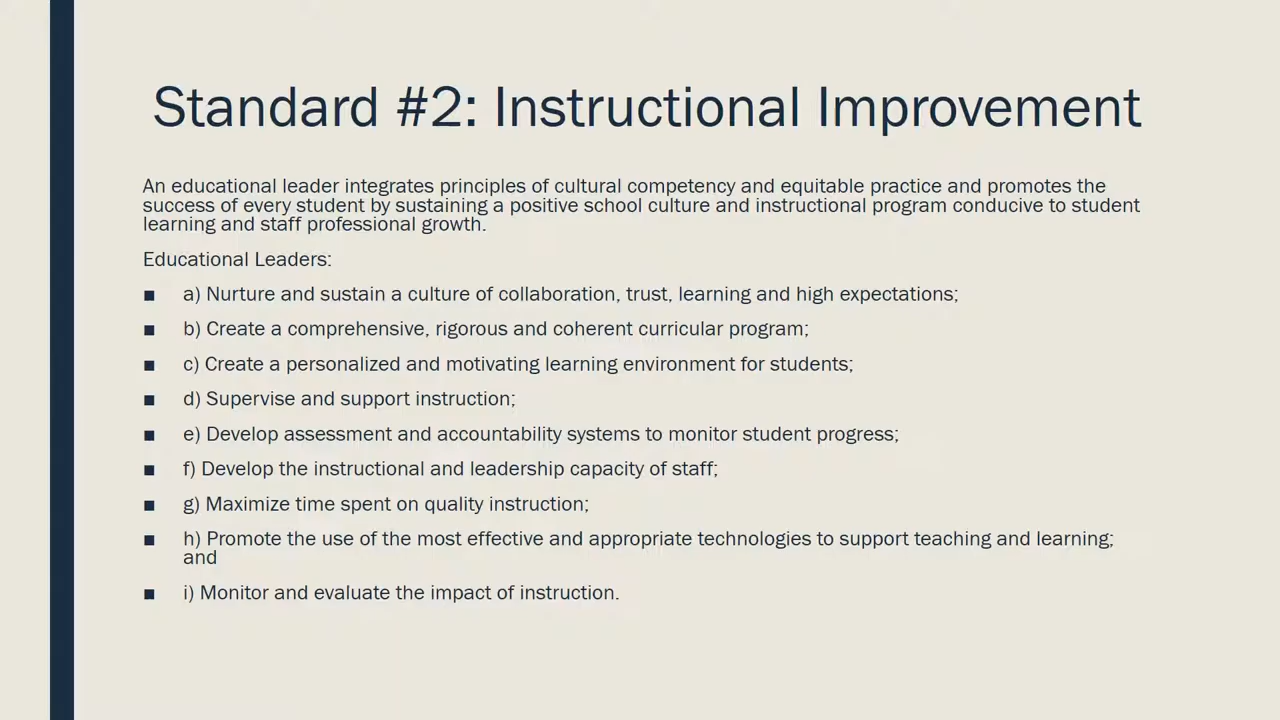 Standard #2: Instructional Improvement
An educational leader integrates principles of cultural competency and equitable practice and promotes the
success of every student by sustaining a positive school culture and instructional program conducive to student
learning and staff professional growth.
Educational Leaders:
■ a) Nurture and sustain a culture of collaboration, trust, learning and high expectations;
■ b) Create a comprehensive, rigorous and coherent curricular program;
■ c) Create a personalized and motivating learning environment for students;
■ d) Supervise and support instruction;
■ e) Develop assessment and accountability systems to monitor student progress;
■ f) Develop the instructional and leadership capacity of staff;
■ g) Maximize time spent on quality instruction;
■ h) Promote the use of the most effective and appropriate technologies to support teaching and learning;
and
■ i) Monitor and evaluate the impact of instruction.